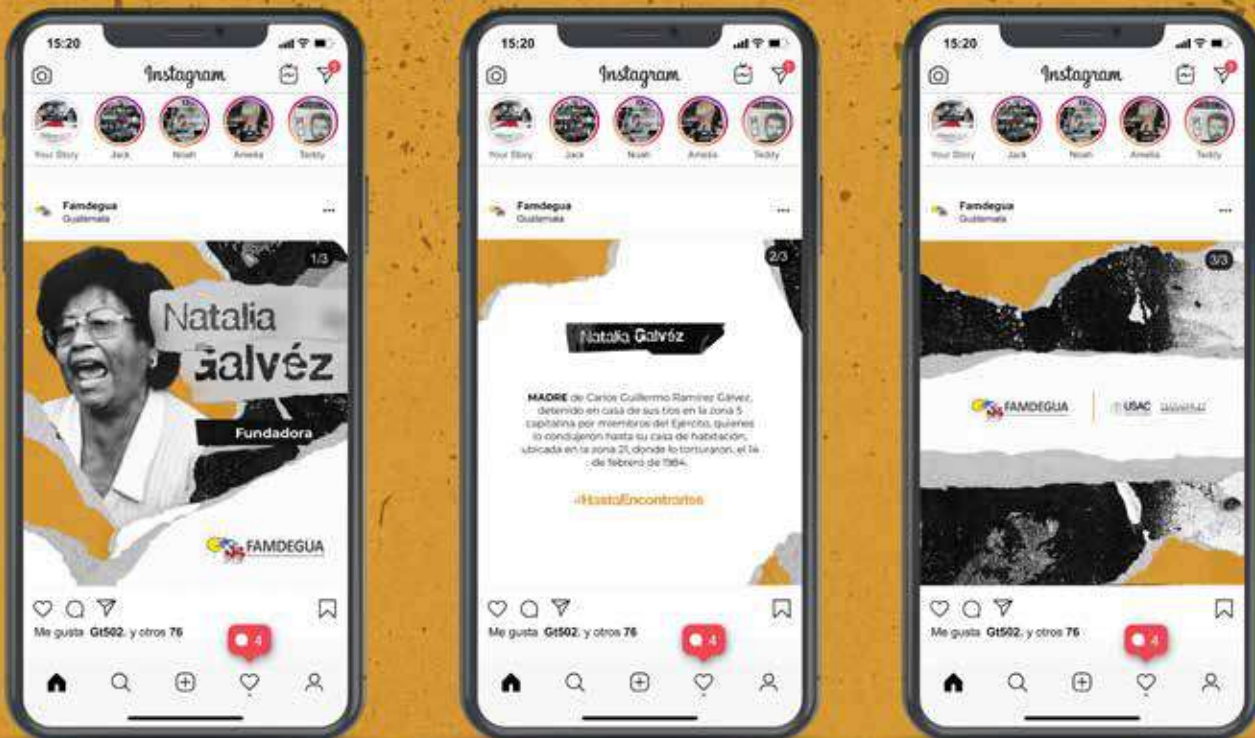 15:20
Instagram
Your Story Jack Noah Amelia Teddy
Famdegua
Guatemala
1/3
Natalia
Galvéz
Fundadora
FAMDEGUA
Me gusta Gt502. y otros 76
4
15:20
Instagram
Your Story Jack Noah Amelia Teddy
Famdegua
Guatemala
2/3
Natalia Galvéz
MADRE de Carlos Guillermo Ramírez Gálvez,
detenido en casa de sus tíos en la zona 5
capitalina por miembros del Ejército, quienes
lo condujeron hasta su casa de habitación,
ubicada en la zona 21, donde lo torturaron, el 14
de febrero de 1984.
#HastaEncontrarles
Me gusta Gt502. y otros 76
4
15:20
Instagram
Your Story Jack Noah Amelia Teddy
Famdegua
Guatemala
3/3
FAMDEGUA
USAC
Me gusta Gt502. y otros 76
4